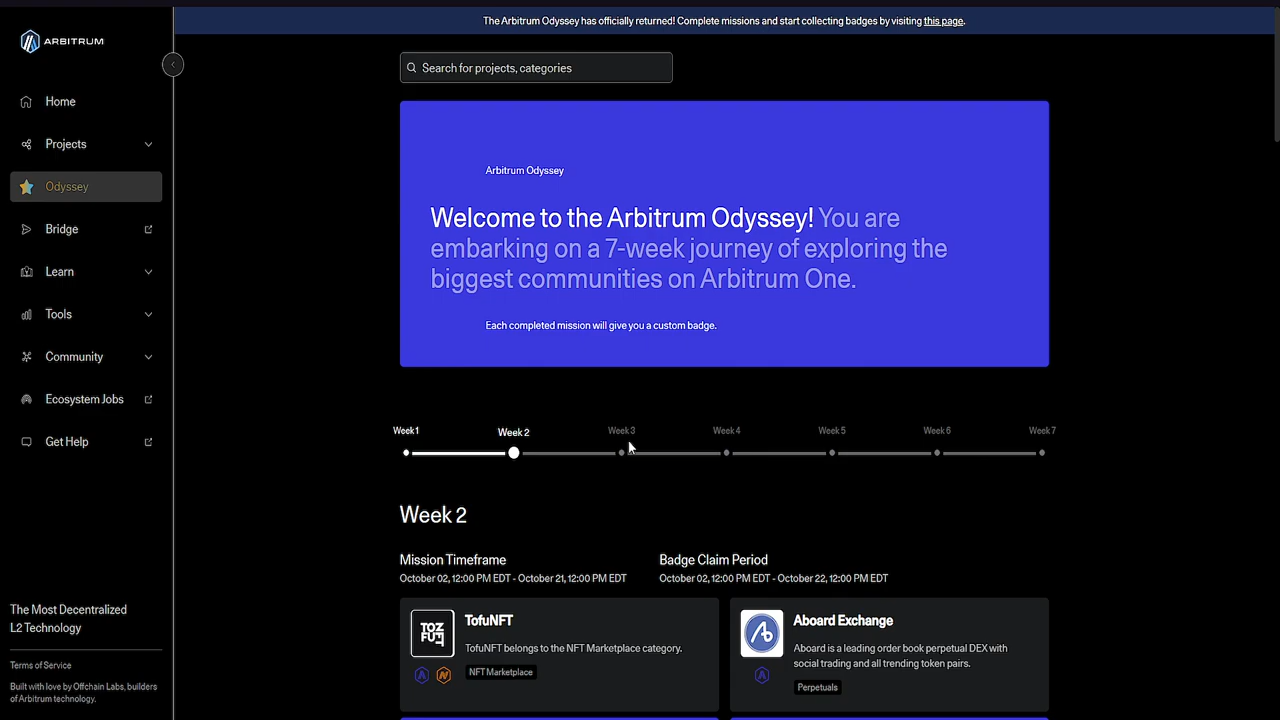 The Arbitrum Odyssey has officially returned! Complete missions and start collecting badges by visiting this page.
ARBITRUM
Search for projects, categories
Home
Projects
Odyssey
Bridge
Learn
Tools
Community
Ecosystem Jobs
Get Help
The Most Decentralized
L2 Technology
Terms of Service
Built with love by Offchain Labs, builders
of Arbitrum technology.
Arbitrum Odyssey
Welcome to the Arbitrum Odyssey! You are
embarking on a 7-week journey of exploring the
biggest communities on Arbitrum One.
Each completed mission will give you a custom badge.
Week 1
Week 2
Week 3
Week 4
Week 5
Week 6
Week 7
Week 2
Mission Timeframe
October 02, 12:00 PM EDT - October 21, 12:00 PM EDT
Badge Claim Period
October 02, 12:00 PM EDT - October 22, 12:00 PM EDT
TofuNFT
TofuNFT belongs to the NFT Marketplace category.
NFT Marketplace
Aboard Exchange
Aboard is a leading order book perpetual DEX with
social trading and all trending token pairs.
Perpetuals